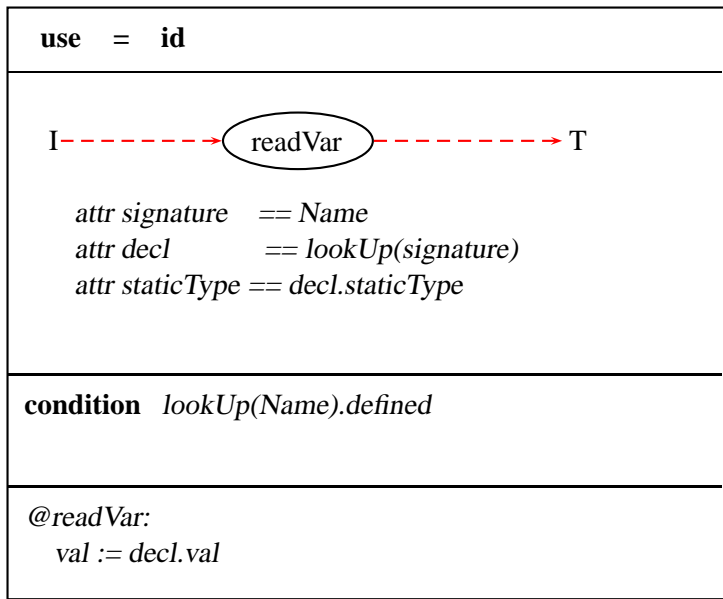 use = id
I readVar T
attr signature == Name
attr decl == lookUp(signature)
attr staticType == decl.staticType
condition lookUp(Name).defined
@readVar:
val := decl.val